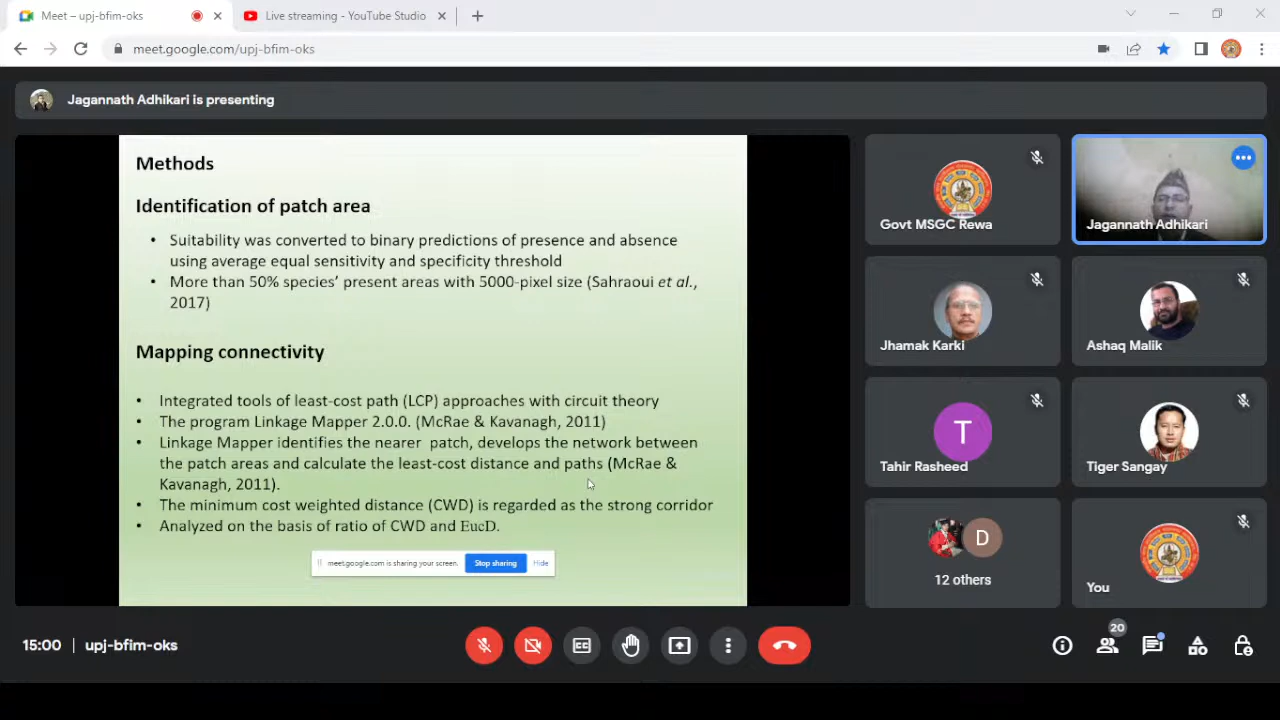 Meet – upj-bfim-oks
Live streaming - YouTube Studio
meet.google.com/upj-bfim-oks
Jagannath Adhikari is presenting
Methods
Identification of patch area
• Suitability was converted to binary predictions of presence and absence
using average equal sensitivity and specificity threshold
• More than 50% species' present areas with 5000-pixel size (Sahraoui et al.,
2017)
Mapping connectivity
• Integrated tools of least-cost path (LCP) approaches with circuit theory
• The program Linkage Mapper 2.0.0. (McRae & Kavanagh, 2011)
• Linkage Mapper identifies the nearer patch, develops the network between
the patch areas and calculate the least-cost distance and paths (McRae &
Kavanagh, 2011).
• The minimum cost weighted distance (CWD) is regarded as the strong corridor
• Analyzed on the basis of ratio of CWD and EucD.
meet.google.com is sharing your screen. Stop sharing Hide
Govt MSGC Rewa
Jagannath Adhikari
Jhamak Karki
Ashaq Malik
T
Tahir Rasheed
Tiger Sangay
D
12 others
You
15:00 | upj-bfim-oks
20